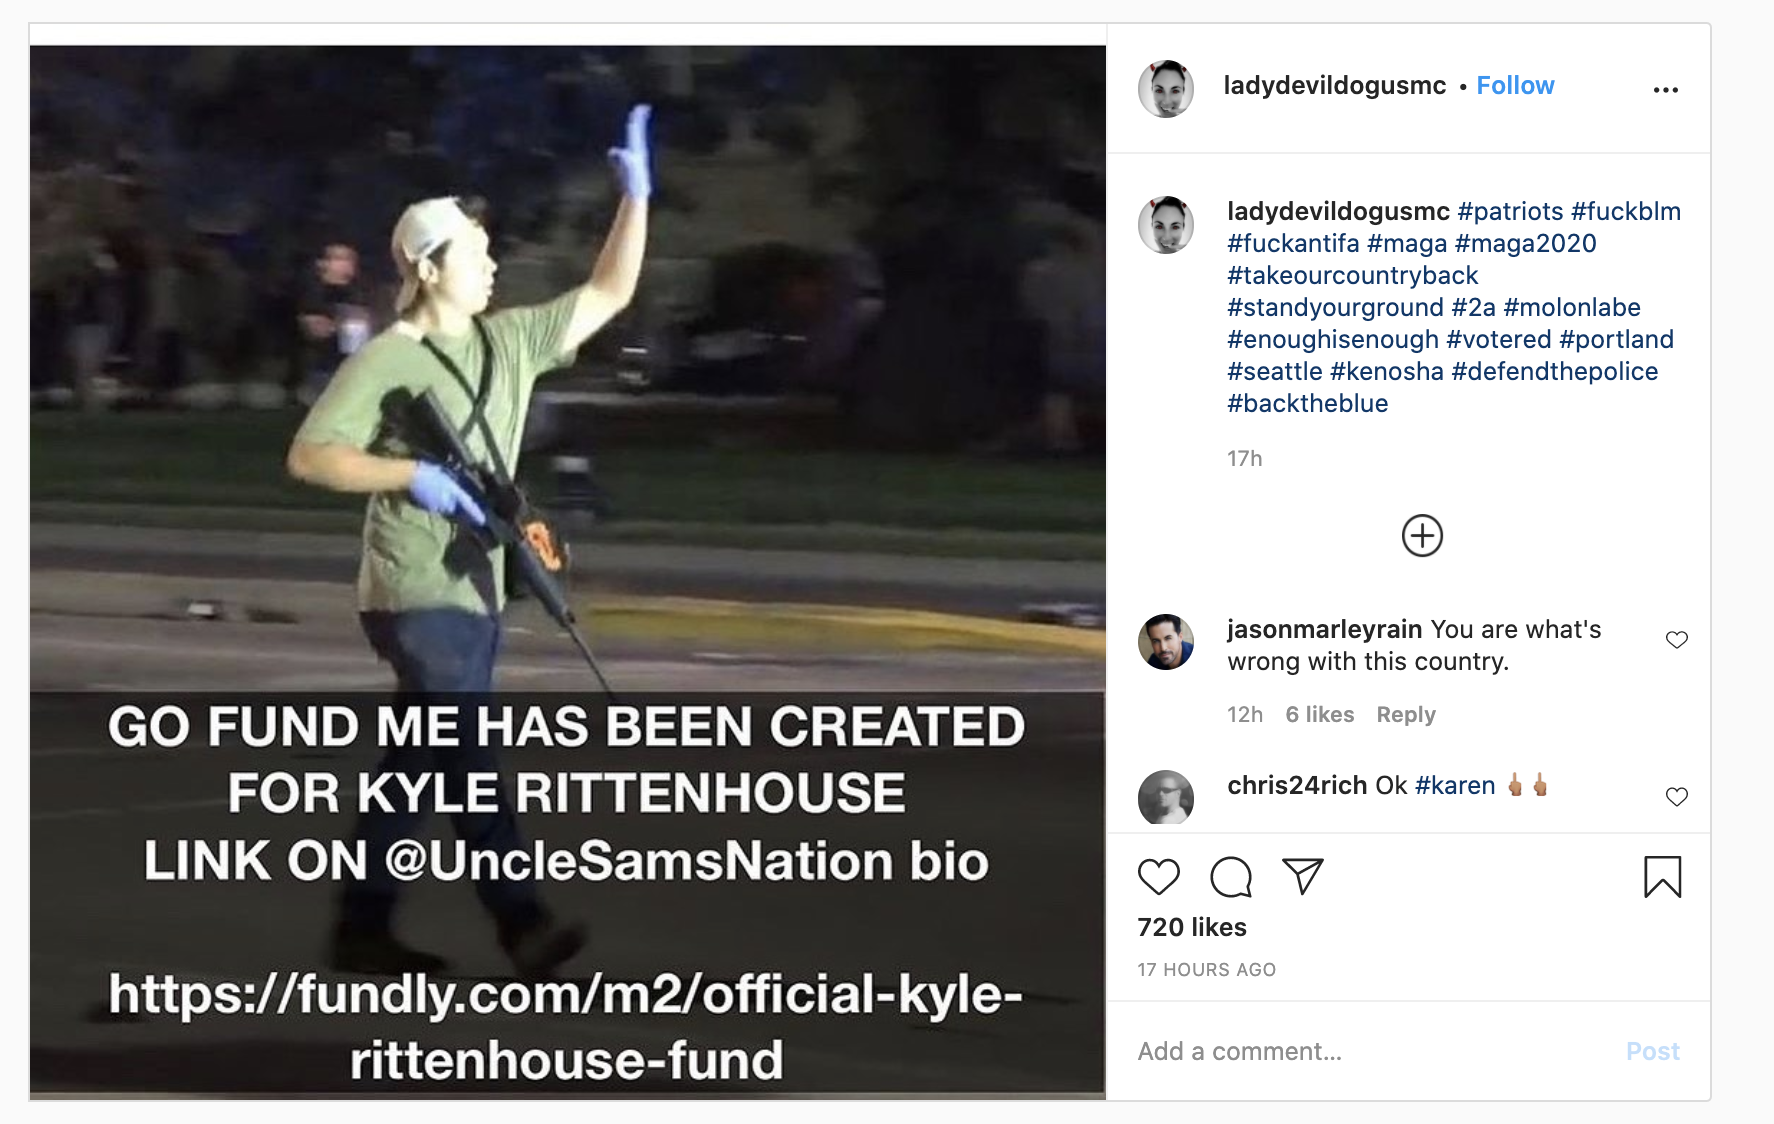 GO FUND ME HAS BEEN CREATED
FOR KYLE RITTENHOUSE
LINK ON @UncleSamsNation bio
https://fundly.com/m2/official-kyle-
rittenhouse-fund
ladydevildogusmc • Follow
ladydevildogusmc #patriots #fuckblm
#fuckantifa #maga #maga2020
#takeourcountryback
#standyourground #2a #molonlabe
#enoughisenough #votered #portland
#seattle #kenosha #defendthepolice
#backtheblue
17h
jasonmarleyrain You are what's
wrong with this country.
12h 6 likes Reply
chris24rich Ok #karen 🖕🏽🖕🏽
720 likes
17 HOURS AGO
Add a comment...
Post